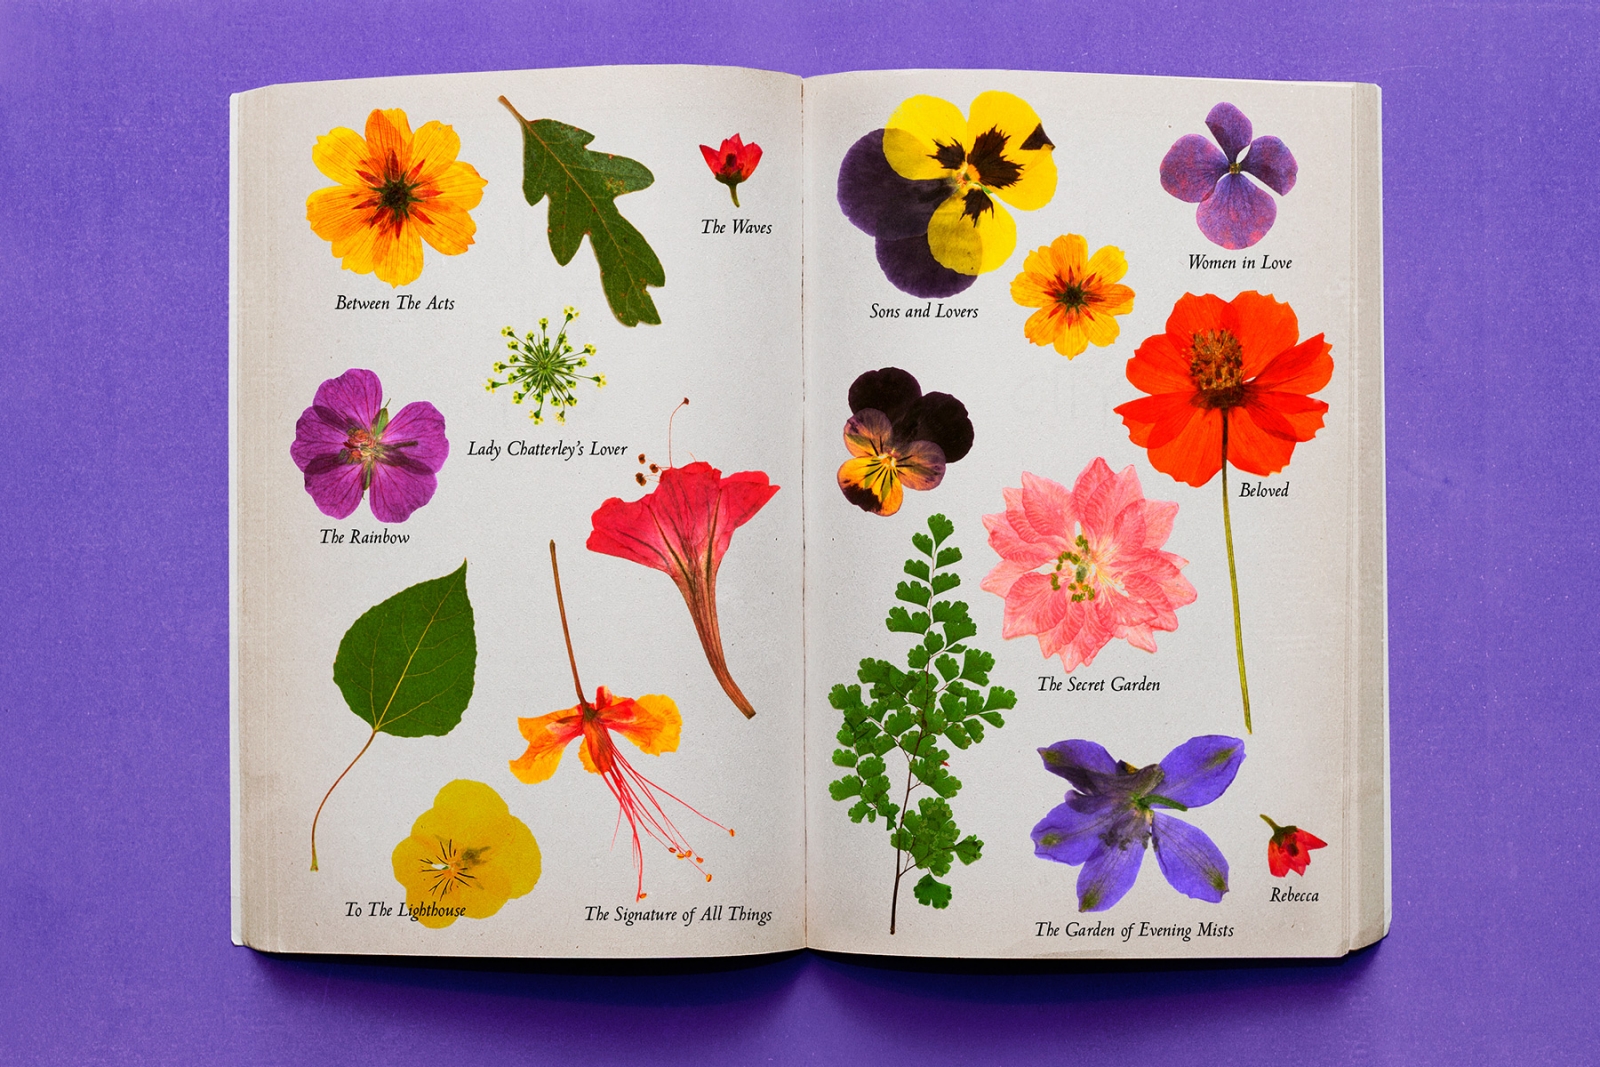 Between The Acts
The Waves
Lady Chatterley's Lover
The Rainbow
To The Lighthouse
The Signature of All Things
Sons and Lovers
Women in Love
Beloved
The Secret Garden
The Garden of Evening Mists
Rebecca